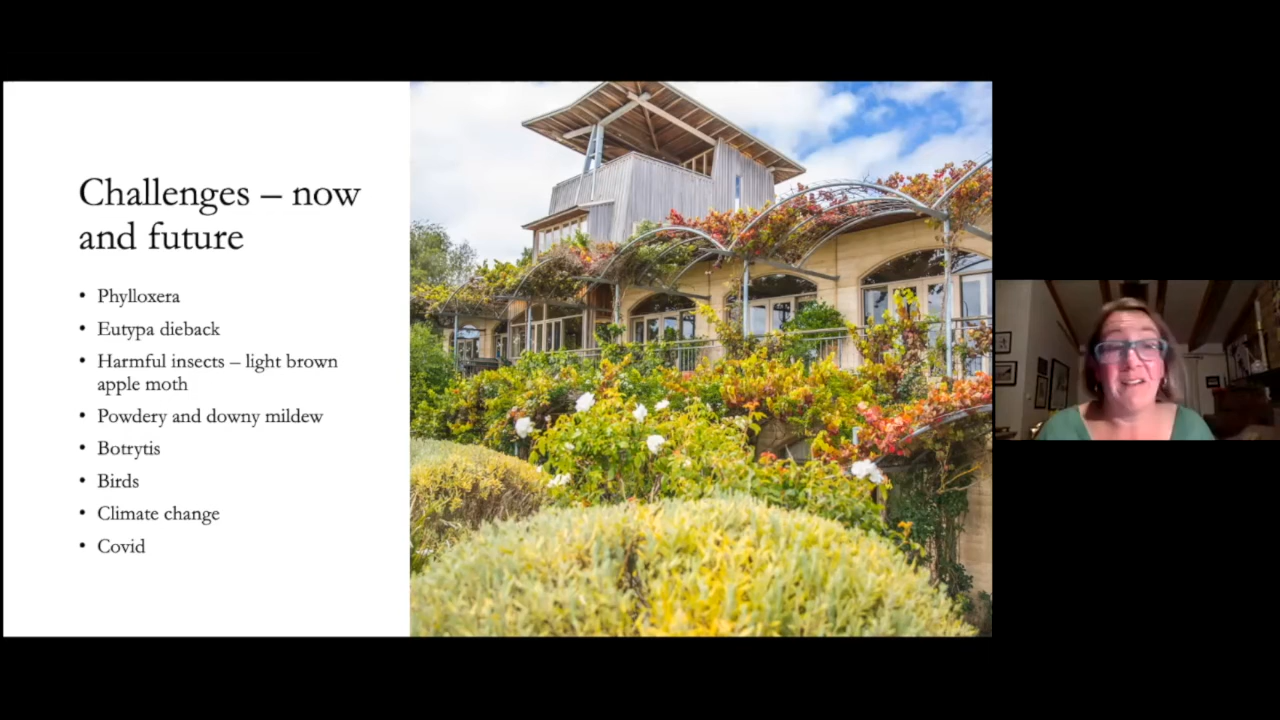 Challenges – now
and future
• Phylloxera
• Eutypa dieback
• Harmful insects – light brown
apple moth
• Powdery and downy mildew
• Botrytis
• Birds
• Climate change
• Covid